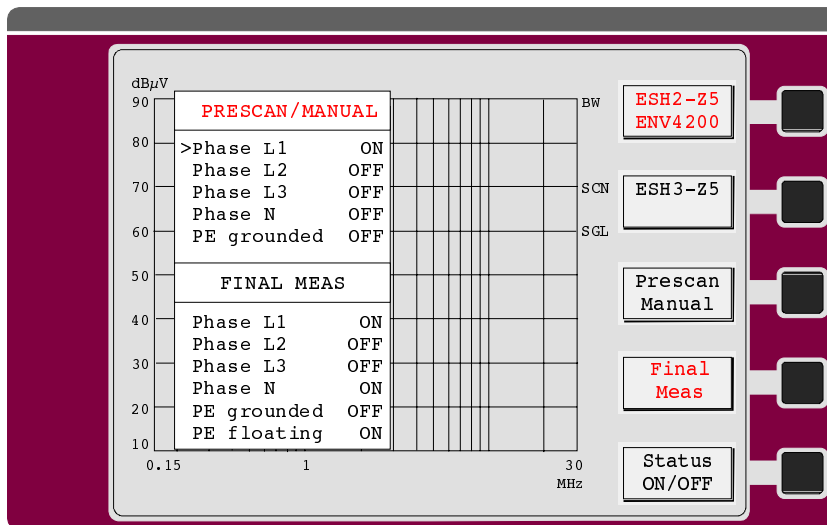 dBµV
90
80
70
60
50
40
30
20
10
0.15
1
30
MHz
PRESCAN/MANUAL
>Phase L1 ON
Phase L2 OFF
Phase L3 OFF
Phase N OFF
PE grounded OFF
FINAL MEAS
Phase L1 ON
Phase L2 OFF
Phase L3 OFF
Phase N ON
PE grounded OFF
PE floating ON
BW
SCN
SGL
ESH2-Z5
ENV4200
ESH3-Z5
Prescan
Manual
Final
Meas
Status
ON/OFF